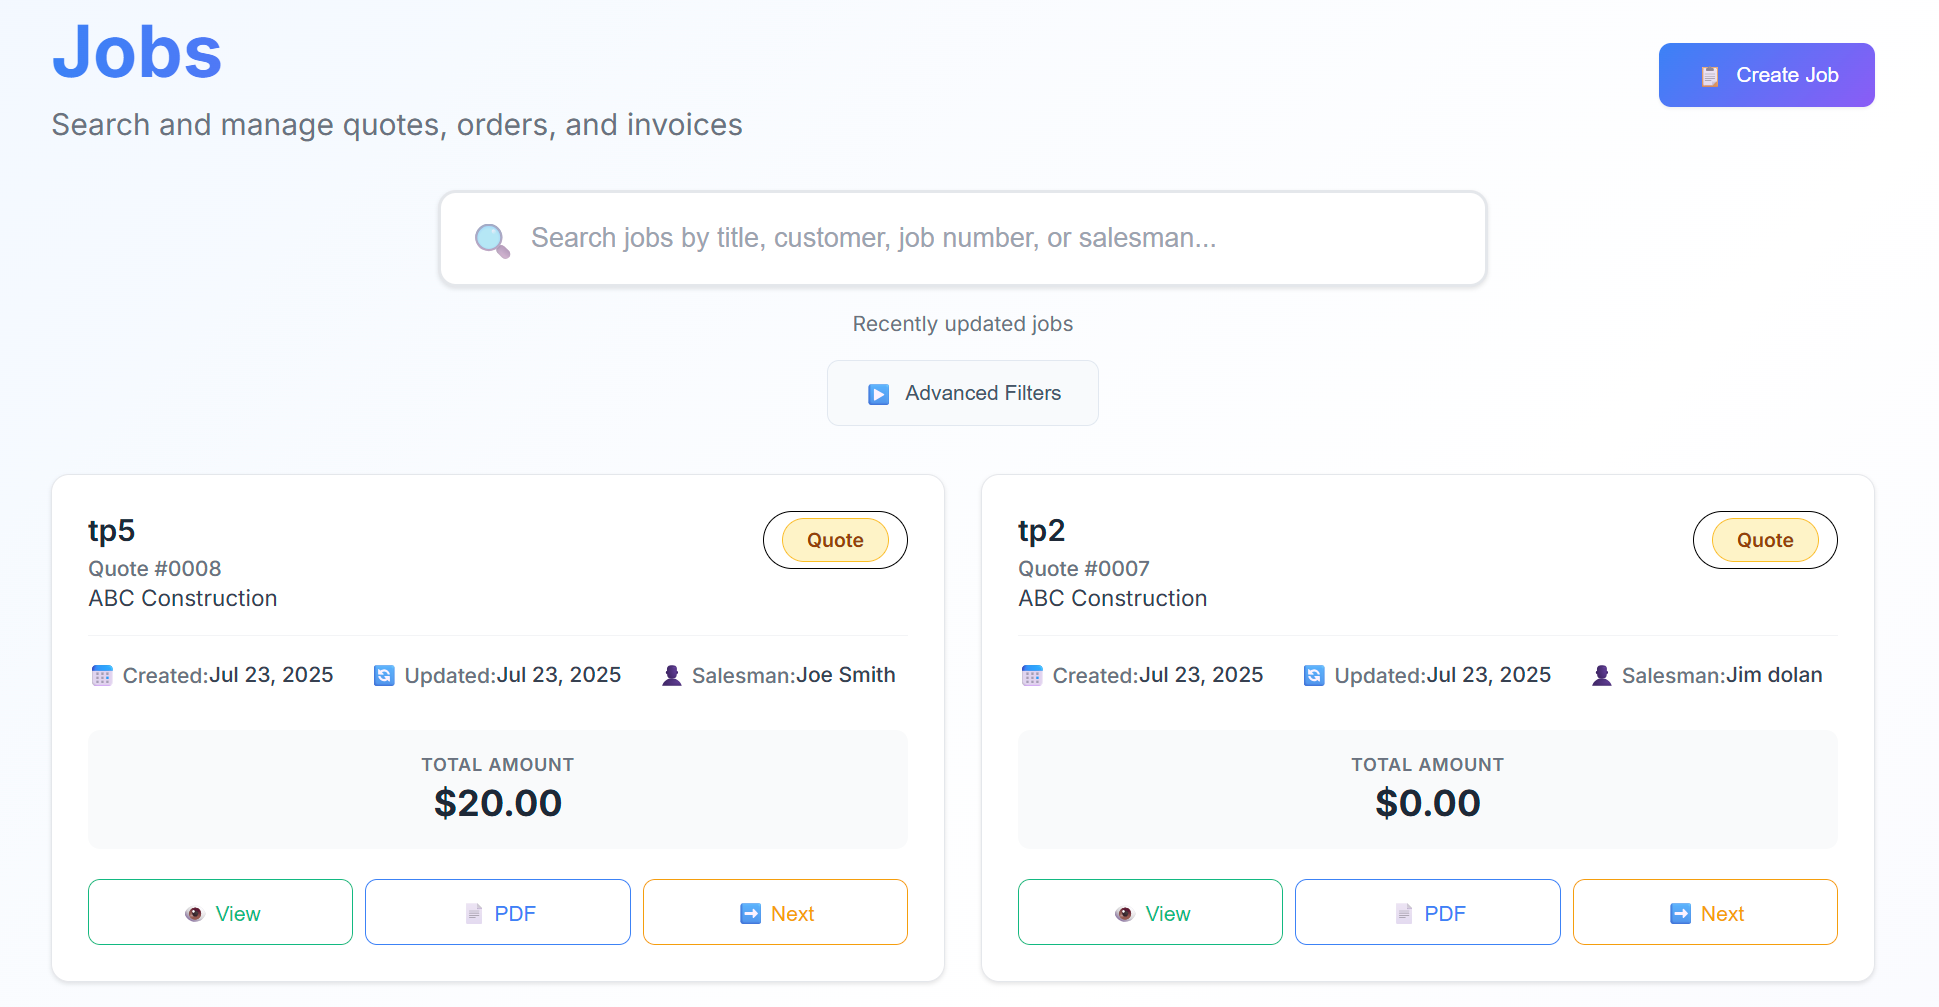 Jobs
Create Job
Search and manage quotes, orders, and invoices
Search jobs by title, customer, job number, or salesman...
Recently updated jobs
Advanced Filters
tp5
Quote
Quote #0008
ABC Construction
Created:Jul 23, 2025
Updated:Jul 23, 2025
Salesman:Joe Smith
TOTAL AMOUNT
$20.00
View
PDF
Next
tp2
Quote
Quote #0007
ABC Construction
Created:Jul 23, 2025
Updated:Jul 23, 2025
Salesman:Jim dolan
TOTAL AMOUNT
$0.00
View
PDF
Next